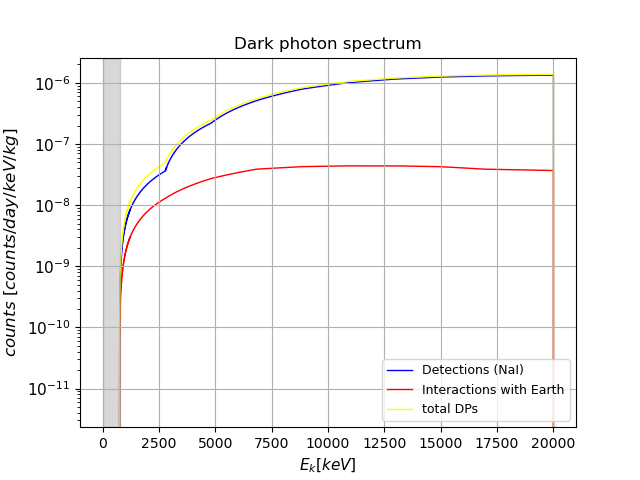 Dark photon spectrum
counts [counts/day/keV/kg]
10⁻⁶
10⁻⁷
10⁻⁸
10⁻⁹
10⁻¹⁰
10⁻¹¹
Detections (NaI)
Interactions with Earth
total DPs
0 2500 5000 7500 10000 12500 15000 17500 20000
Eₖ[keV]